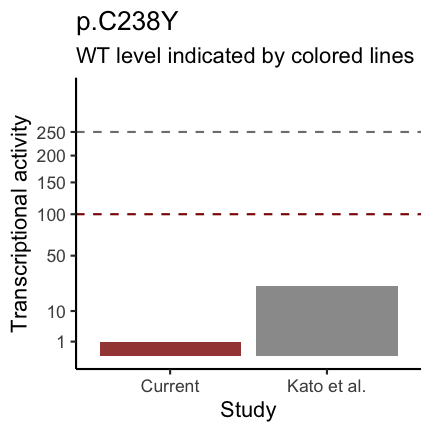 p.C238Y
WT level indicated by colored lines
Transcriptional activity
250
200
150
100
50
10
1
Current
Kato et al.
Study